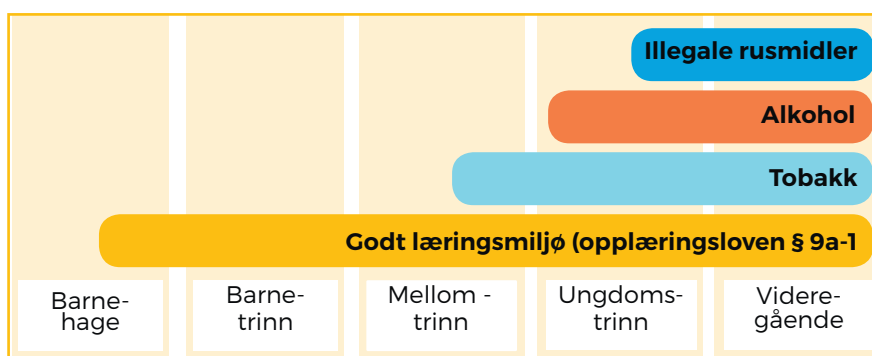 Illegale rusmidler
Alkohol
Tobakk
Godt læringsmiljø (opplæringsloven § 9a-1
Barne-
hage
Barne-
trinn
Mellom -
trinn
Ungdoms-
trinn
Videre-
gående